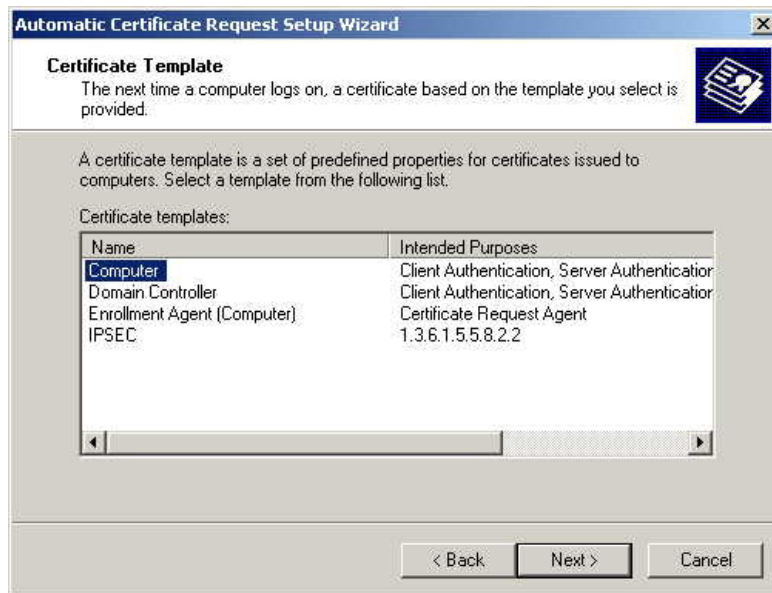 Automatic Certificate Request Setup Wizard
Certificate Template
The next time a computer logs on, a certificate based on the template you select is
provided.
A certificate template is a set of predefined properties for certificates issued to
computers. Select a template from the following list.
Certificate templates:
Name Intended Purposes
Computer Client Authentication, Server Authentication
Domain Controller Client Authentication, Server Authentication
Enrollment Agent (Computer) Certificate Request Agent
IPSEC 1.3.6.1.5.5.8.2.2
< Back Next > Cancel